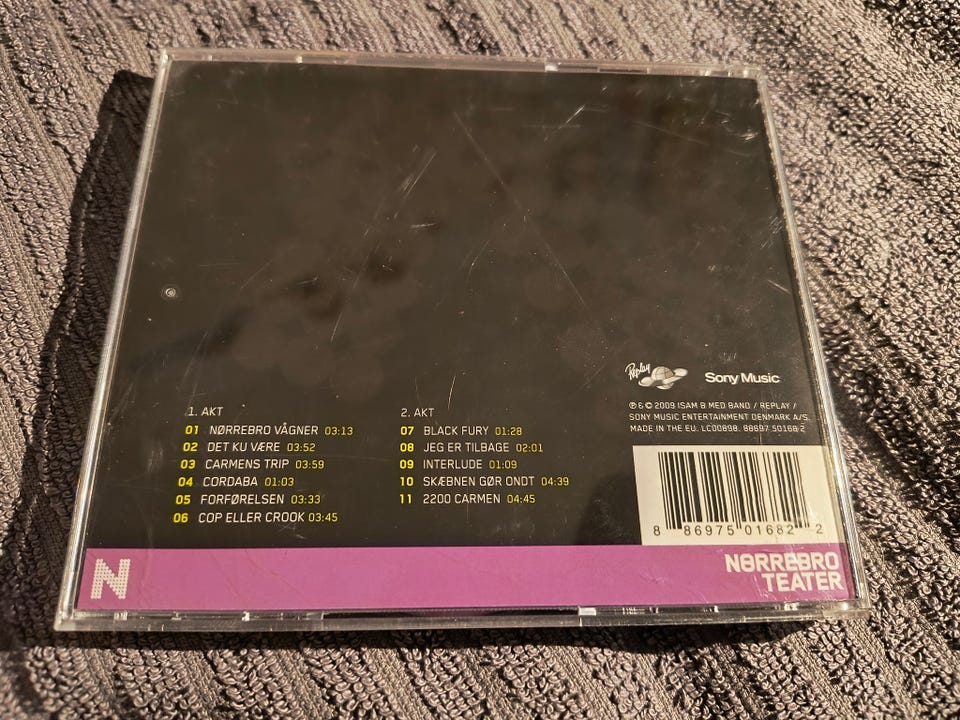 1. AKT
01 NØRREBRO VÅGNER 03:13
02 DET KU VÆRE 03:52
03 CARMENS TRIP 03:59
04 CORDABA 01:03
05 FORFØRELSEN 03:33
06 COP ELLER CROOK 03:45
2. AKT
07 BLACK FURY 01:28
08 JEG ER TILBAGE 02:01
09 INTERLUDE 01:09
10 SKÆBNEN GØR ONDT 04:39
11 2200 CARMEN 04:45
Replay
Sony Music
℗ & © 2009 ISAM B MED BAND / REPLAY /
SONY MUSIC ENTERTAINMENT DENMARK A/S.
MADE IN THE EU. LC00898. 88697 50168 2
8 86975 01682 2
N
NØRREBRO
TEATER